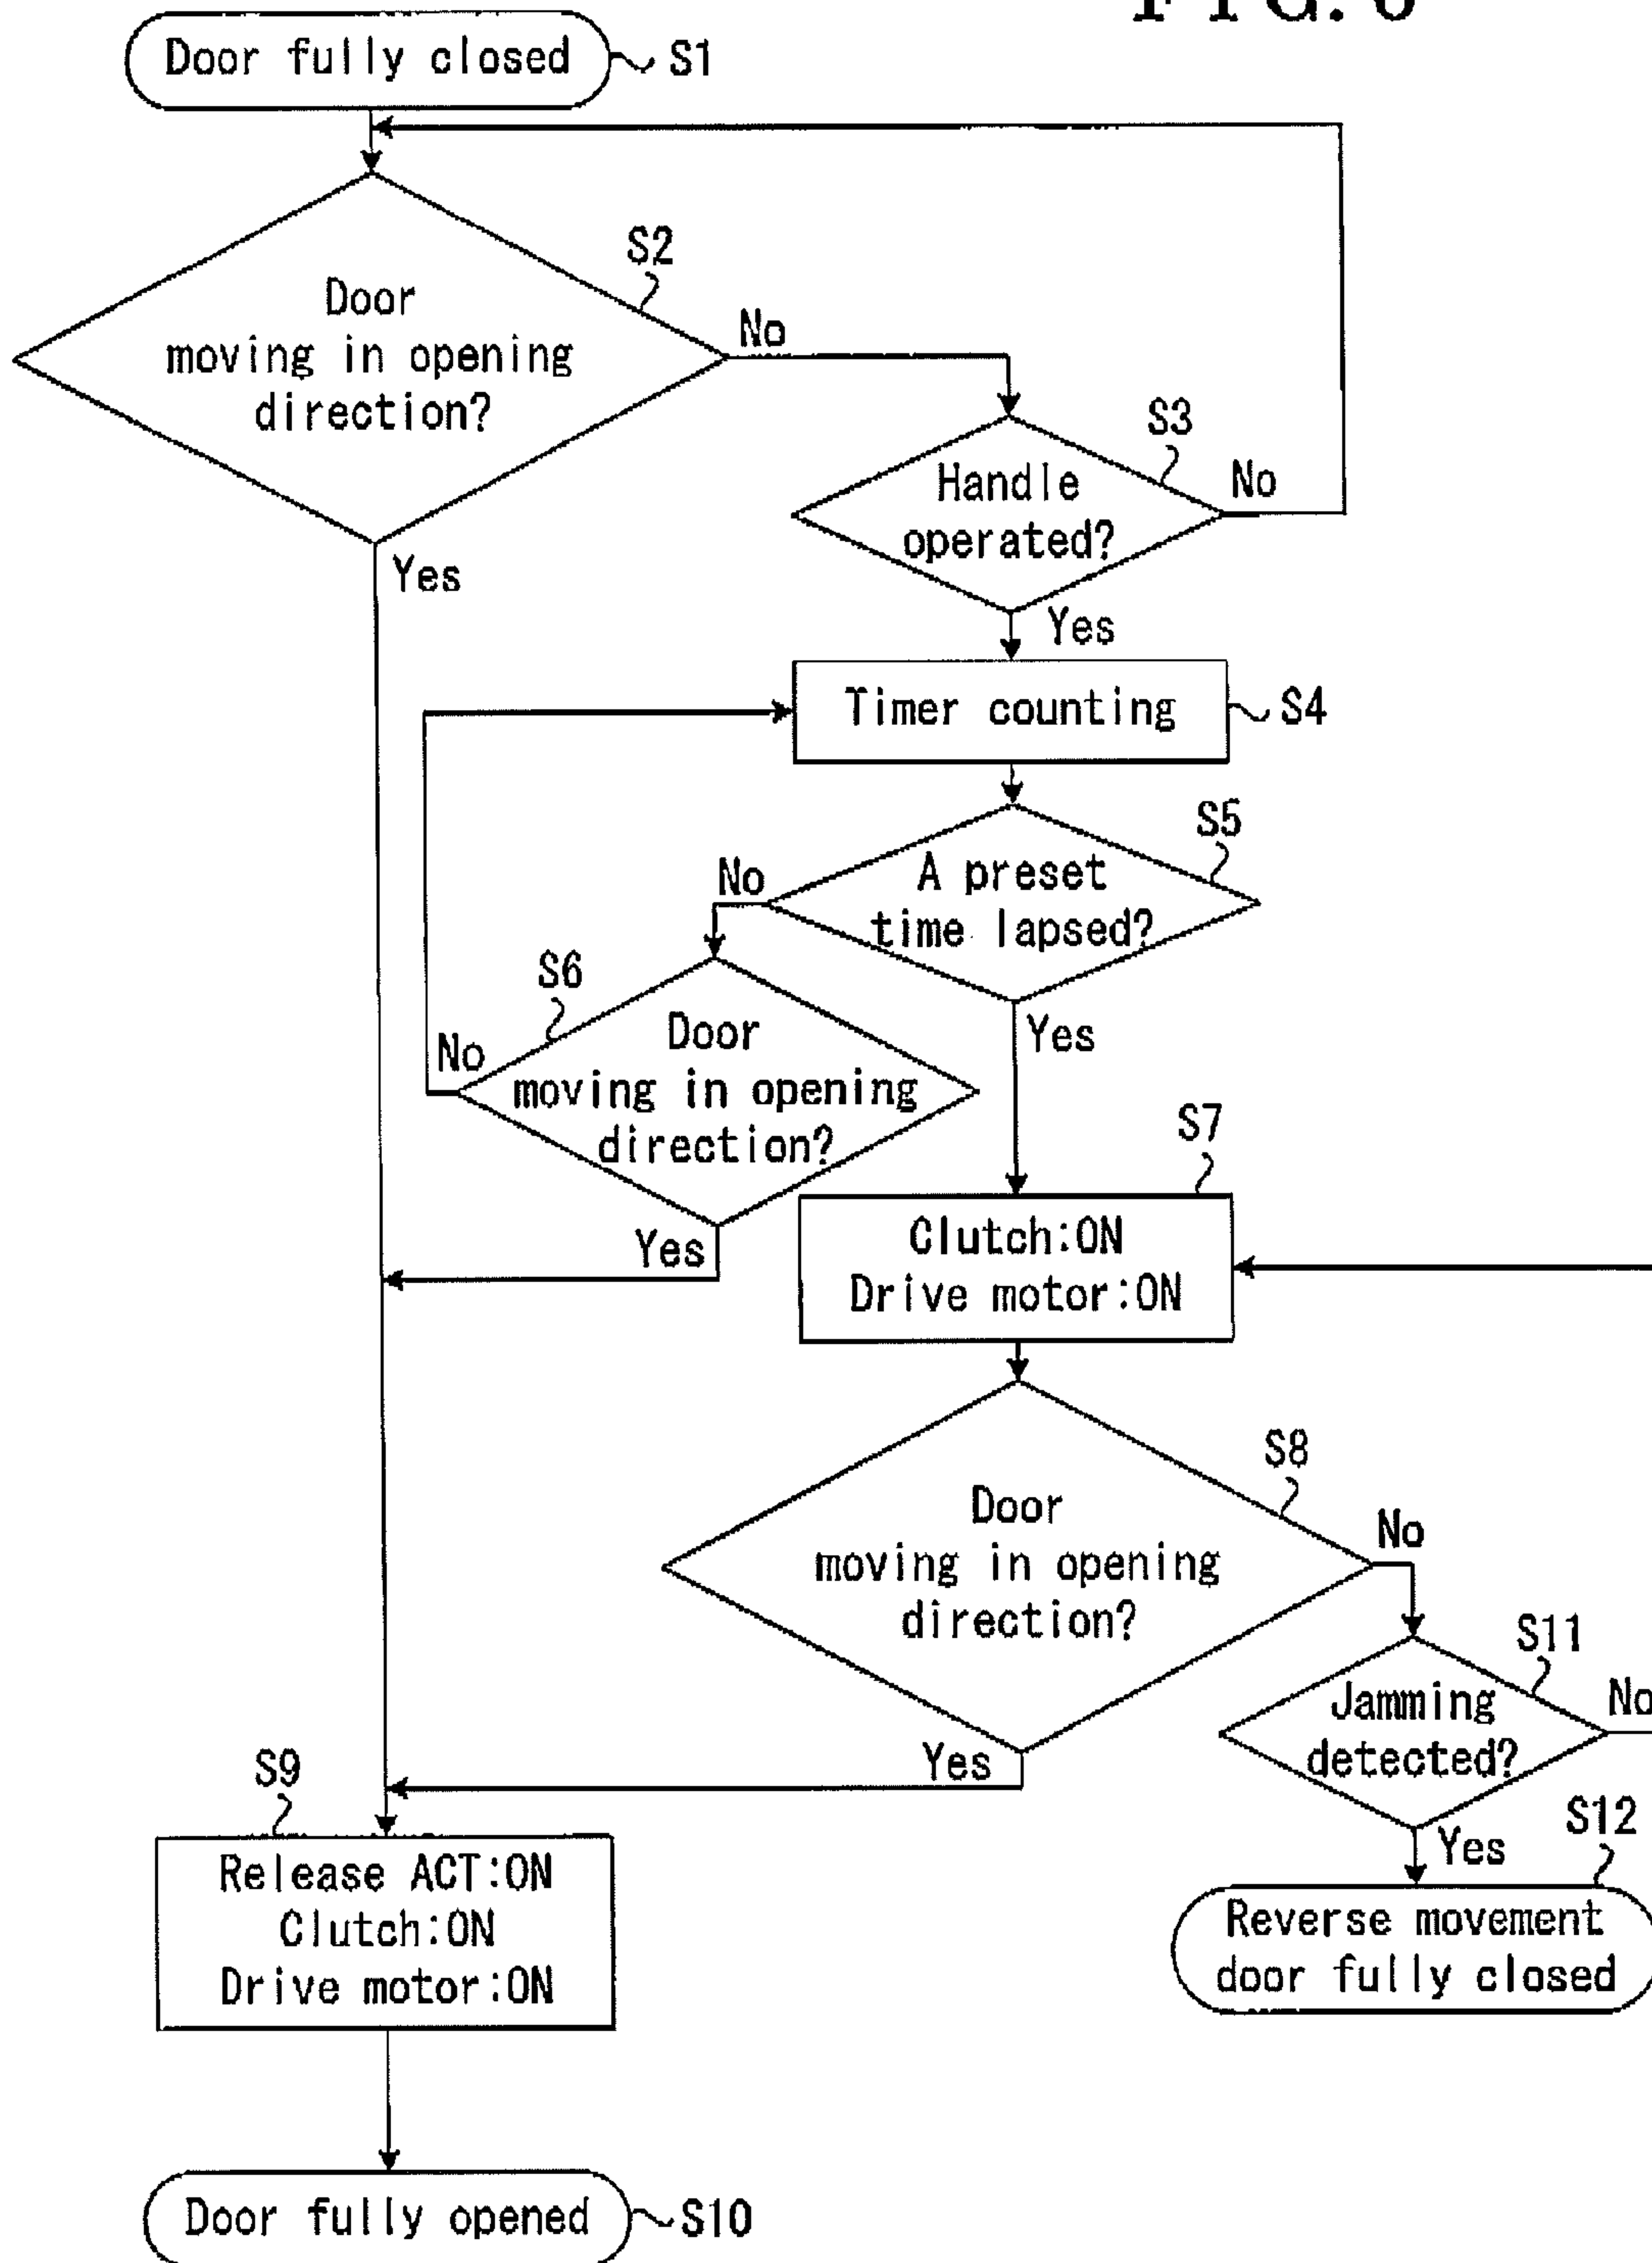 Door fully closed
S1
S2
Door
moving in opening
direction?
No
Yes
S3
Handle
operated?
No
Yes
Timer counting
S4
S5
A preset
time lapsed?
No
Yes
S6
Door
moving in opening
direction?
No
Yes
S7
Clutch:ON
Drive motor:ON
S8
Door
moving in opening
direction?
No
Yes
S11
Jamming
detected?
No
Yes
S12
Reverse movement
door fully closed
S9
Release ACT:ON
Clutch:ON
Drive motor:ON
Door fully opened
S10